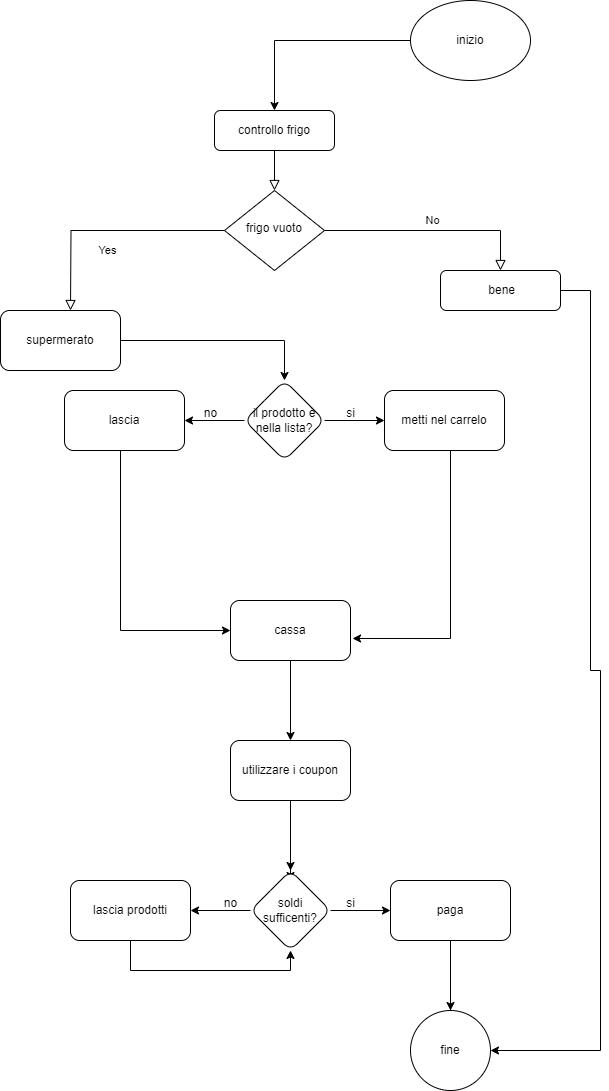 inizio
controllo frigo
frigo vuoto
No
Yes
bene
supermerato
il prodotto e
nella lista?
no
si
lascia
metti nel carrelo
cassa
utilizzare i coupon
soldi
sufficenti?
no
si
lascia prodotti
paga
fine